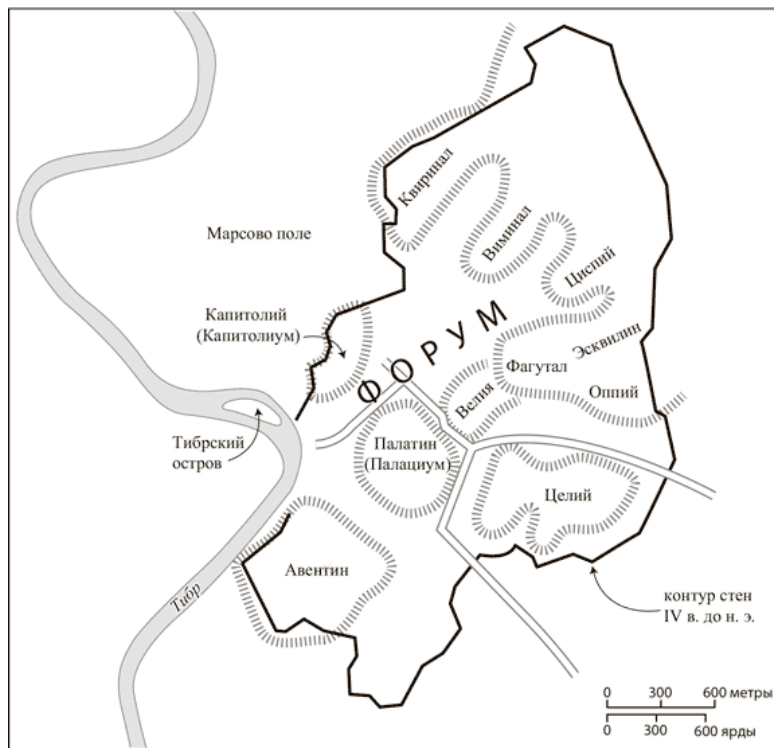 Квиринал
Виминал
Марсово поле
Циспий
Капитолий
(Капитолиум)
ФОРУМ
Эсквилин
Фагутал
Оппий
Велия
Тибрский
остров
Палатин
(Палациум)
Целий
Авентин
Тибр
контур стен
IV в. до н. э.
0 300 600 метры
0 300 600 ярды